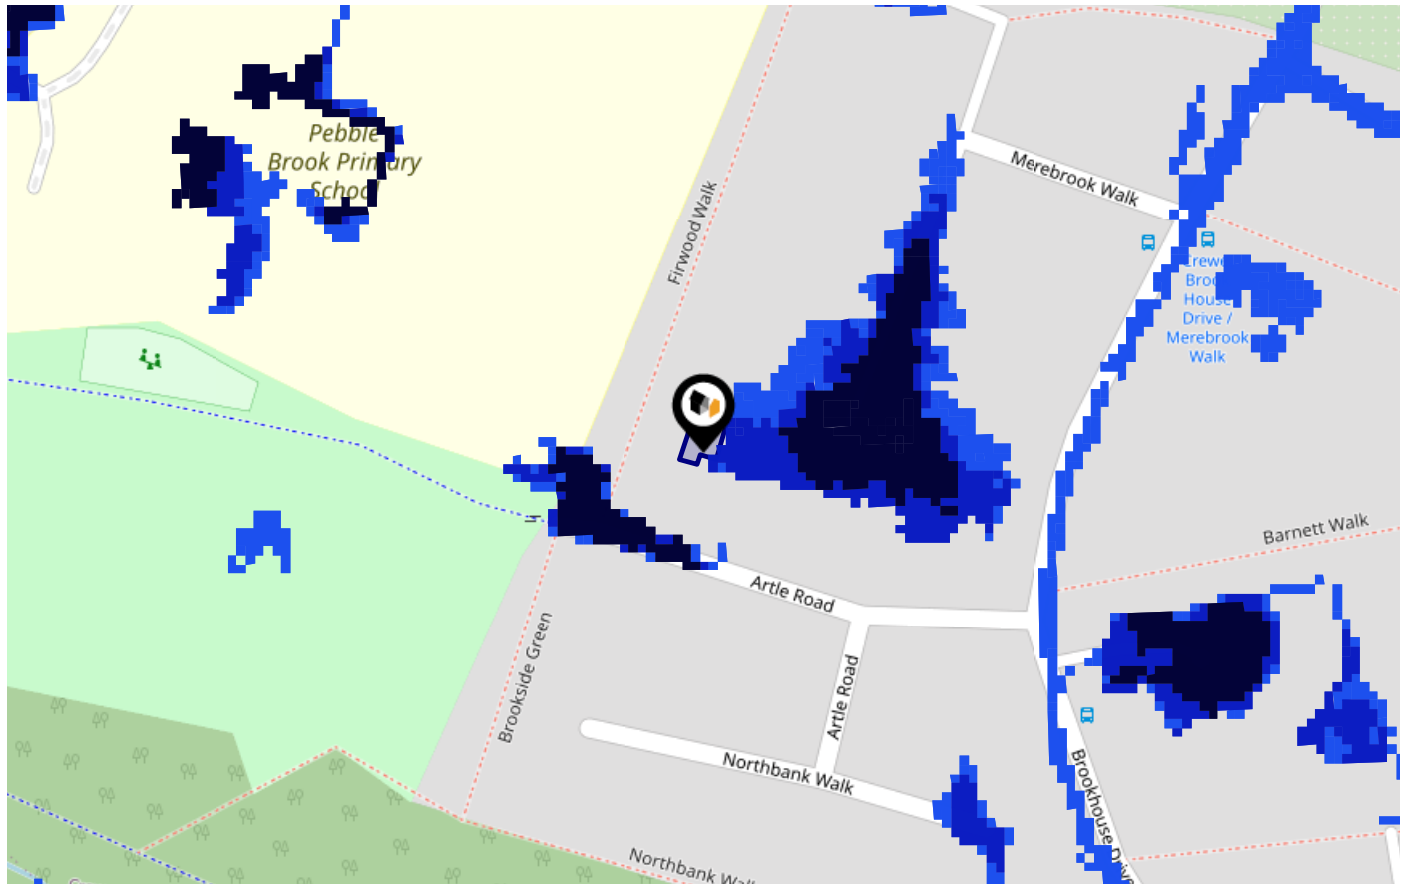 Pebble
Brook Primary
School
Firwood Walk
Merebrook Walk
Crewe,
Brook
House
Drive /
Merebrook
Walk
Barnett Walk
Artle Road
Brookside Green
Artle Road
Northbank Walk
Brookhouse Drive
Northbank Walk